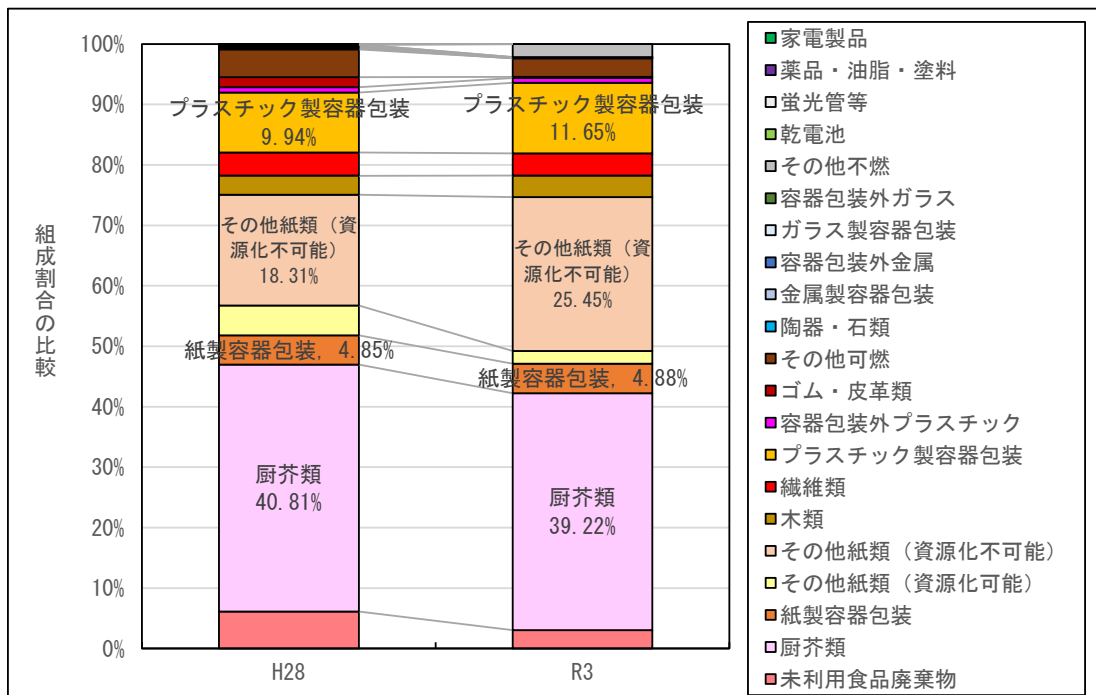 100%
90%
80%
70%
60%
50%
40%
30%
20%
10%
0%
組成割合の比較
プラスチック製容器包装
9.94%
その他紙類（資
源化不可能）
18.31%
紙製容器包装, 4.85%
厨芥類
40.81%
H28
プラスチック製容器包装
11.65%
その他紙類（資
源化不可能）
25.45%
紙製容器包装, 4.88%
厨芥類
39.22%
R3
家電製品
薬品・油脂・塗料
蛍光管等
乾電池
その他不燃
容器包装外ガラス
ガラス製容器包装
容器包装外金属
金属製容器包装
陶器・石類
その他可燃
ゴム・皮革類
容器包装外プラスチック
プラスチック製容器包装
繊維類
木類
その他紙類（資源化不可能）
その他紙類（資源化可能）
紙製容器包装
厨芥類
未利用食品廃棄物